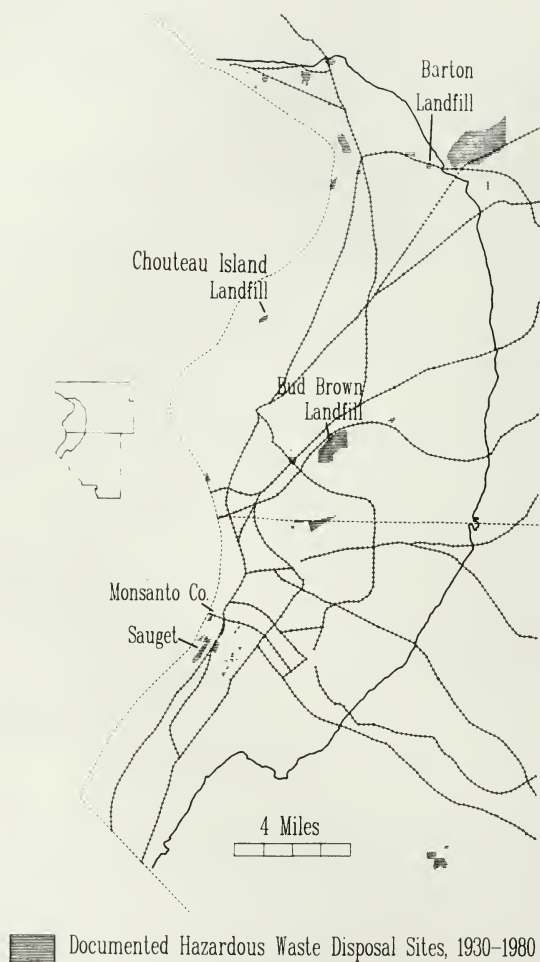 Barton
Landfill
Chouteau Island
Landfill
Bud Brown
Landfill
Monsanto Co.
Sauget
4 Miles
Documented Hazardous Waste Disposal Sites, 1930-1980